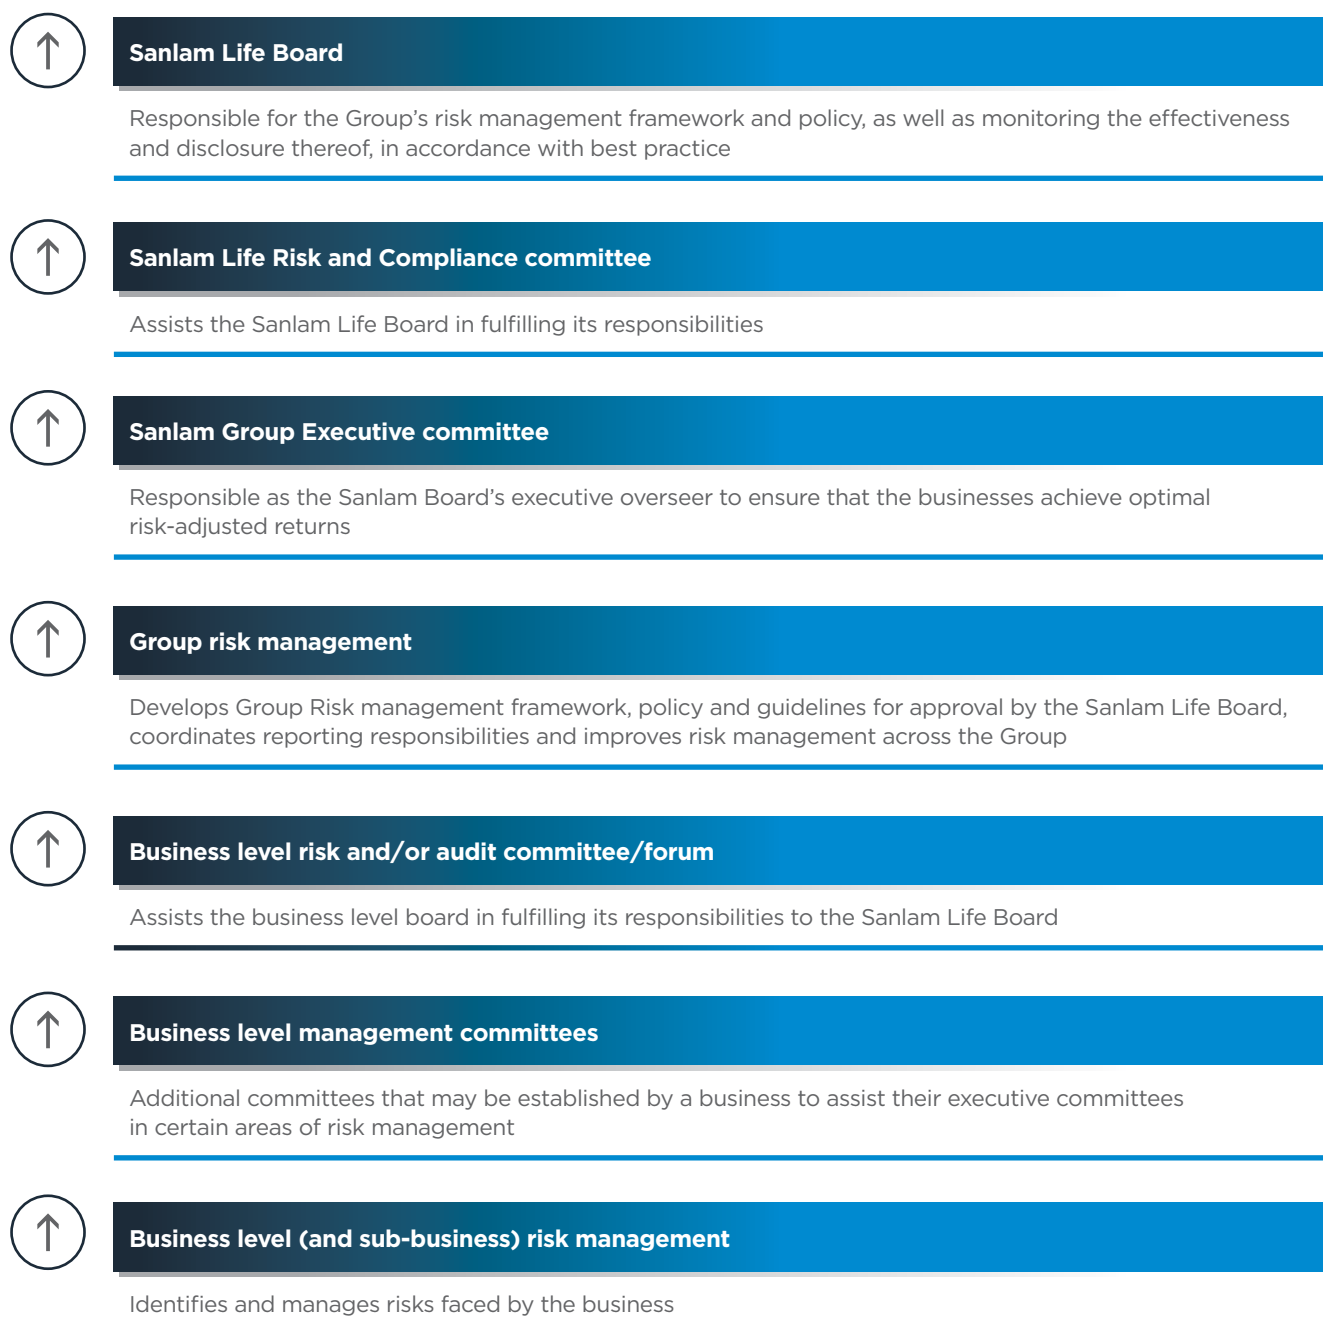 Sanlam Life Board
Responsible for the Group’s risk management framework and policy, as well as monitoring the effectiveness
and disclosure thereof, in accordance with best practice
Sanlam Life Risk and Compliance committee
Assists the Sanlam Life Board in fulfilling its responsibilities
Sanlam Group Executive committee
Responsible as the Sanlam Board’s executive overseer to ensure that the businesses achieve optimal
risk-adjusted returns
Group risk management
Develops Group Risk management framework, policy and guidelines for approval by the Sanlam Life Board,
coordinates reporting responsibilities and improves risk management across the Group
Business level risk and/or audit committee/forum
Assists the business level board in fulfilling its responsibilities to the Sanlam Life Board
Business level management committees
Additional committees that may be established by a business to assist their executive committees
in certain areas of risk management
Business level (and sub-business) risk management
Identifies and manages risks faced by the business